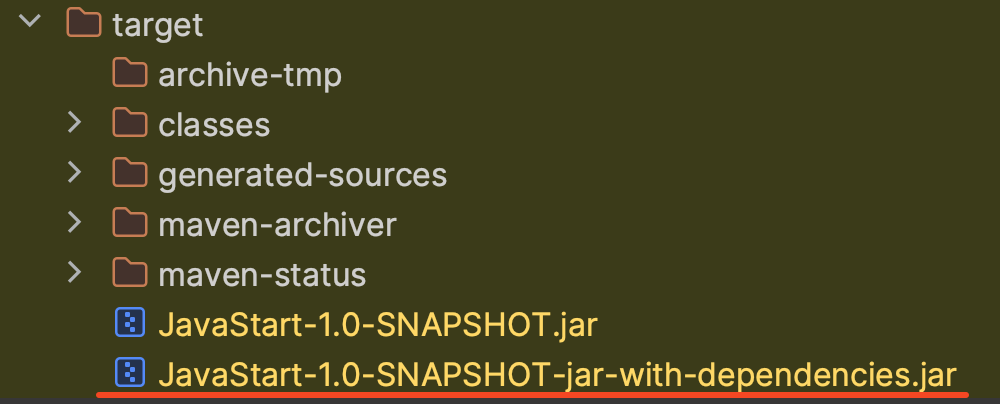 target
archive-tmp
classes
generated-sources
maven-archiver
maven-status
JavaStart-1.0-SNAPSHOT.jar
JavaStart-1.0-SNAPSHOT-jar-with-dependencies.jar